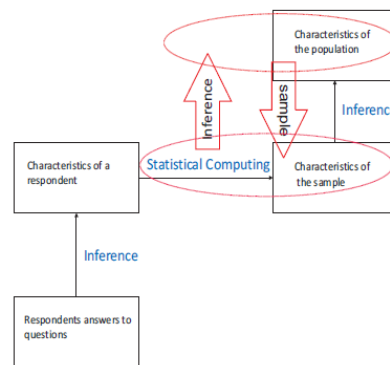 Characteristics of
the population
inference
sample
Inference
Characteristics of a
respondent
Statistical Computing
Characteristics of
the sample
Inference
Respondents answers to
questions